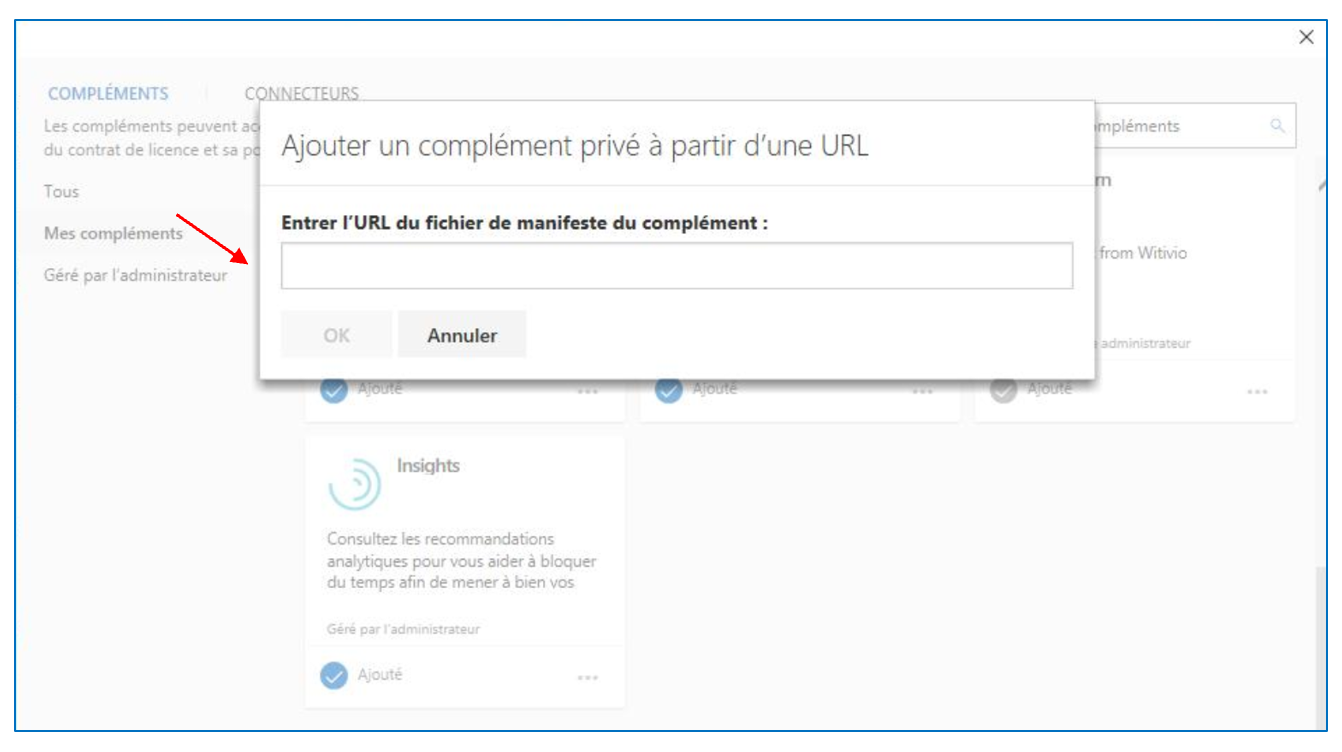 COMPLÉMENTS
CONNECTEURS
Les compléments peuvent
du contrat de licence et sa
Tous
Mes compléments
Géré par l'administrateur
Ajouter un complément privé à partir d'une URL
Entrer l'URL du fichier de manifeste du complément :
OK
Annuler
from Witivio
administrateur
Ajouté
Ajouté
Ajouté
Insights
Consultez les recommandations
analytiques pour vous aider à bloquer
du temps afin de mener à bien vos
Géré par l'administrateur
Ajouté